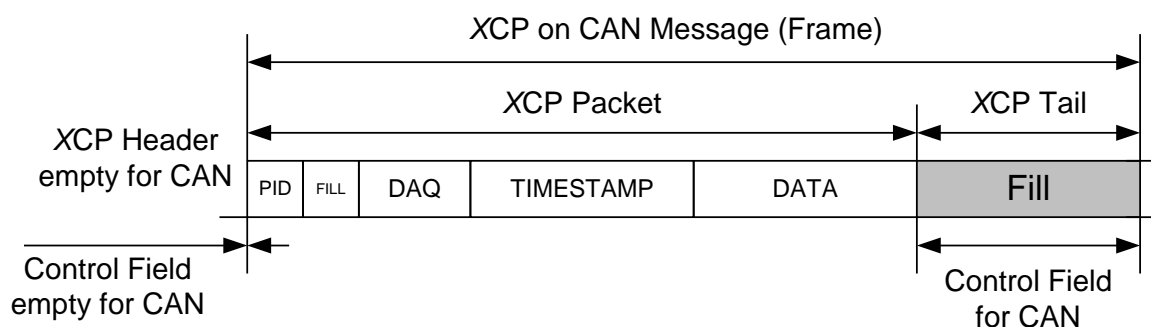 XCP on CAN Message (Frame)
XCP Packet
XCP Tail
XCP Header
empty for CAN
PID
FILL
DAQ
TIMESTAMP
DATA
Fill
Control Field
empty for CAN
Control Field
for CAN